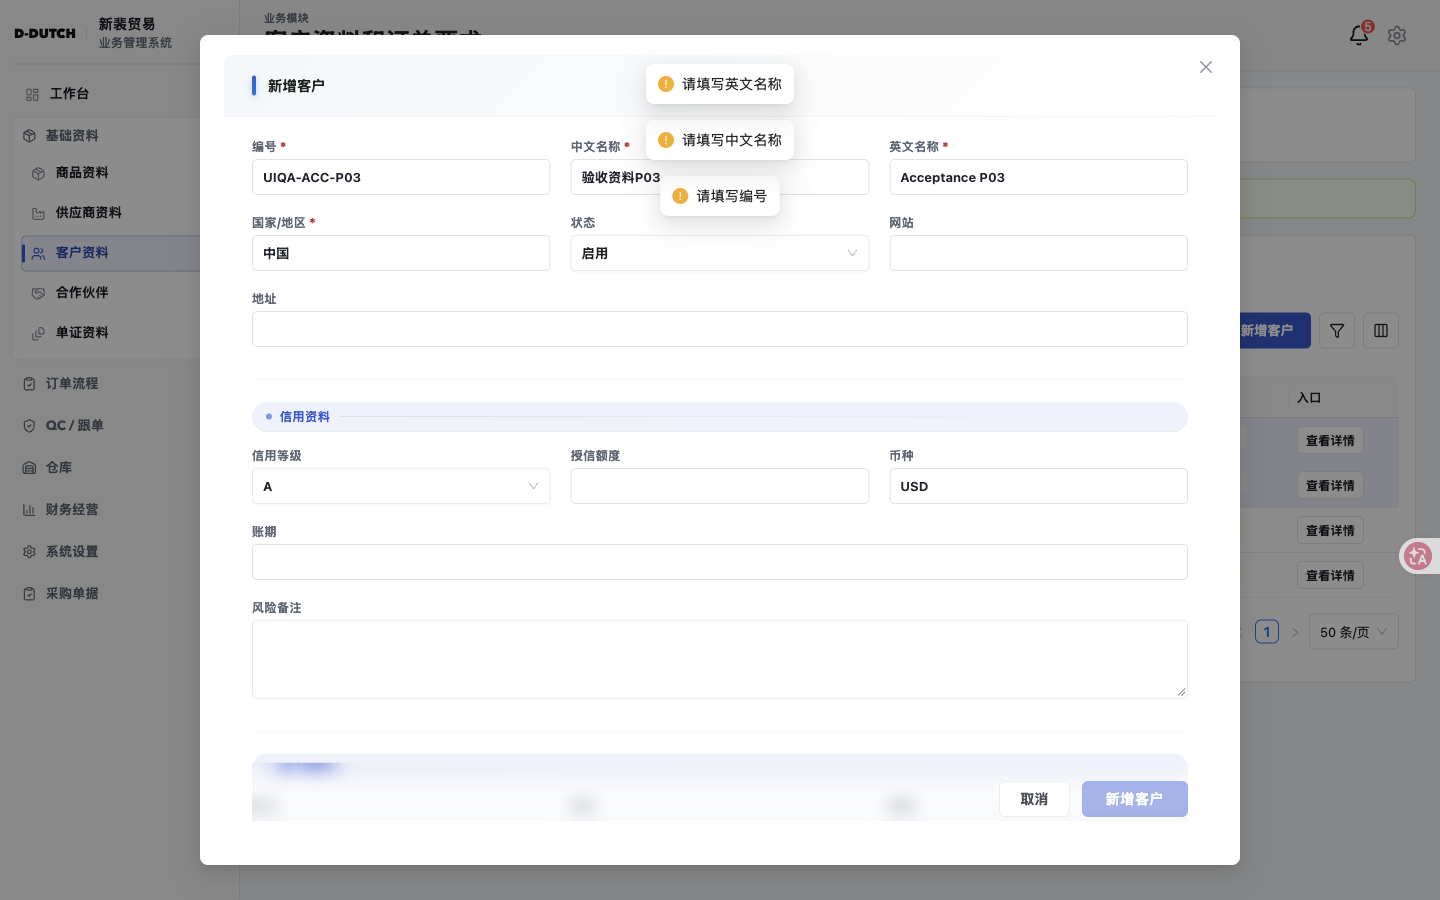 D-DUTCH
新裴贸易
业务管理系统
业务模块
5
工作台
基础资料
商品资料
供应商资料
客户资料
合作伙伴
单证资料
订单流程
QC / 跟单
仓库
财务经营
系统设置
采购单据
新增客户
请填写英文名称
请填写中文名称
请填写编号
编号 *
中文名称 *
英文名称 *
UIQA-ACC-P03
验收资料P03
Acceptance P03
国家/地区 *
状态
网站
中国
启用
地址
信用资料
信用等级
授信额度
币种
A
USD
账期
风险备注
取消
新增客户
新增客户
入口
查看详情
查看详情
查看详情
查看详情
1
50 条/页